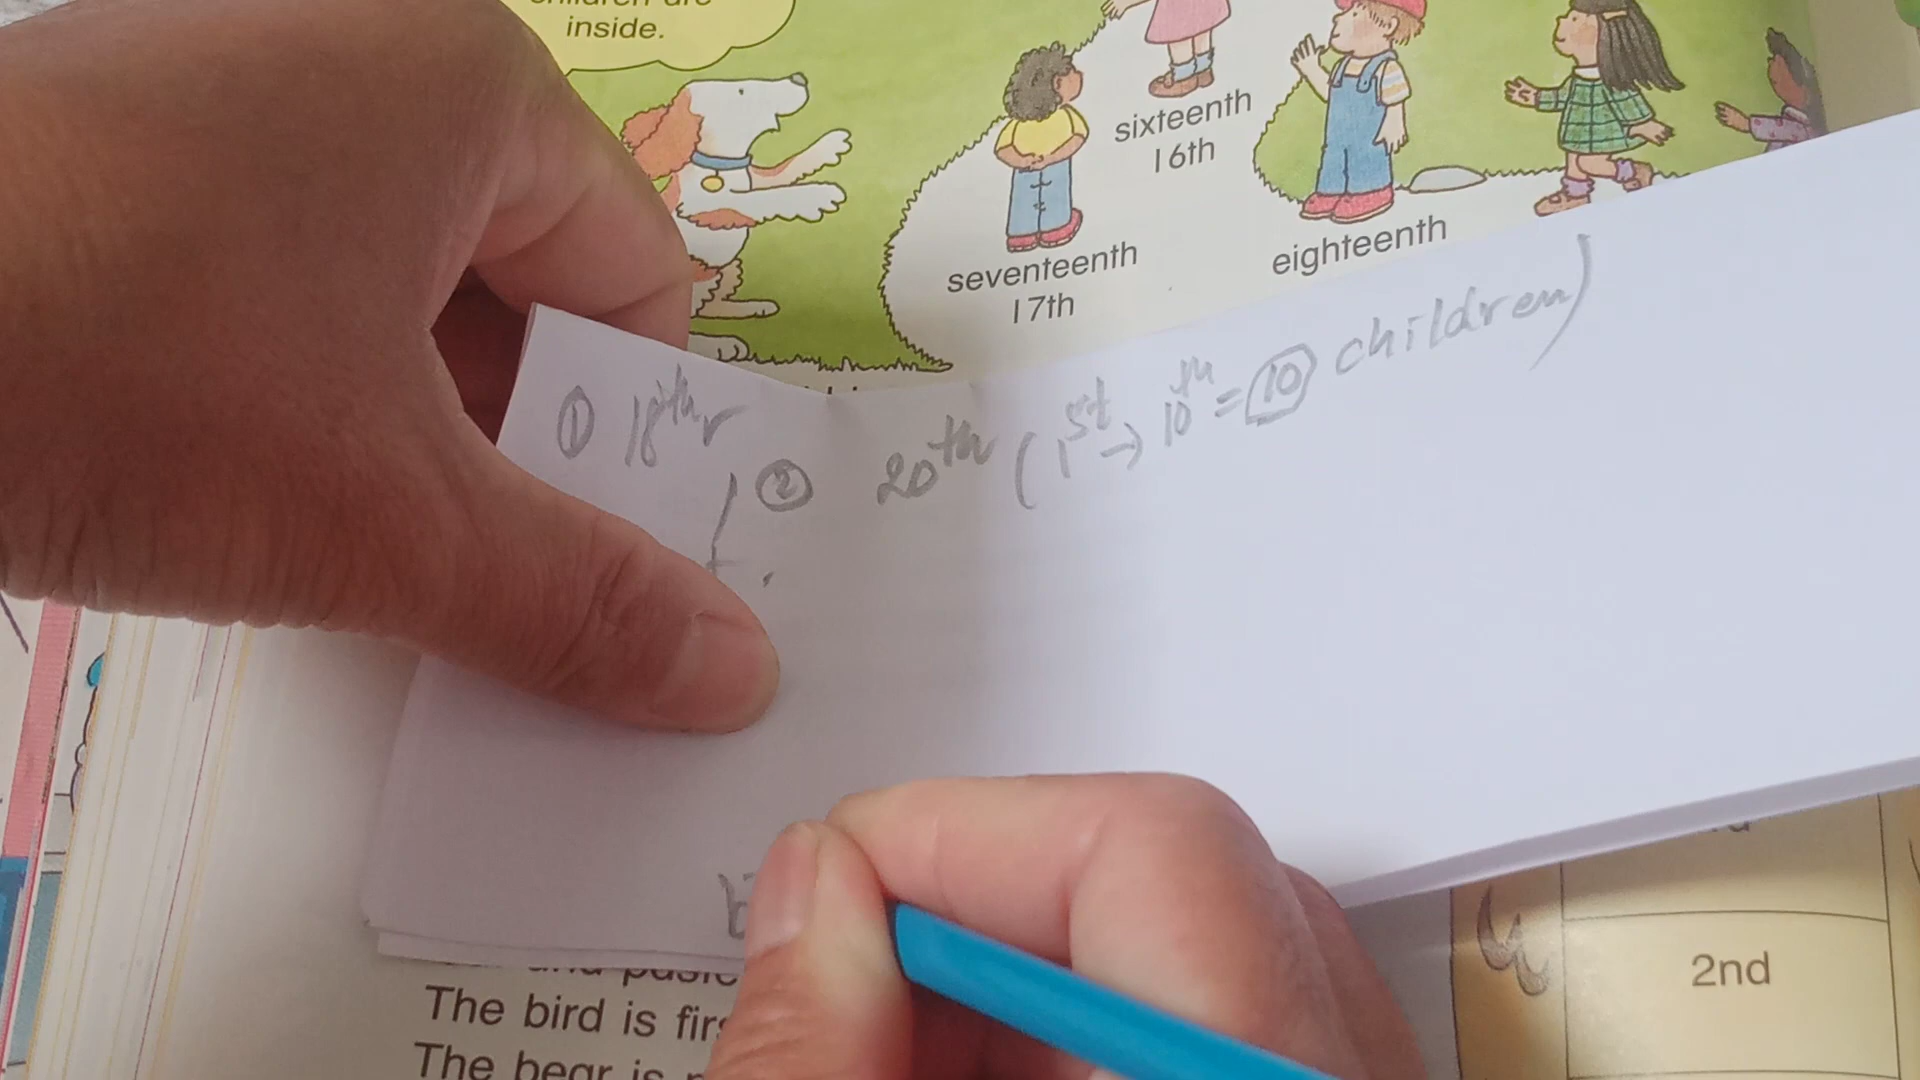 inside.
sixteenth
16th
seventeenth
17th
eighteenth
① 18th
② 20th (1st → 10th = 10 children)
The bird is
The bear is
2nd